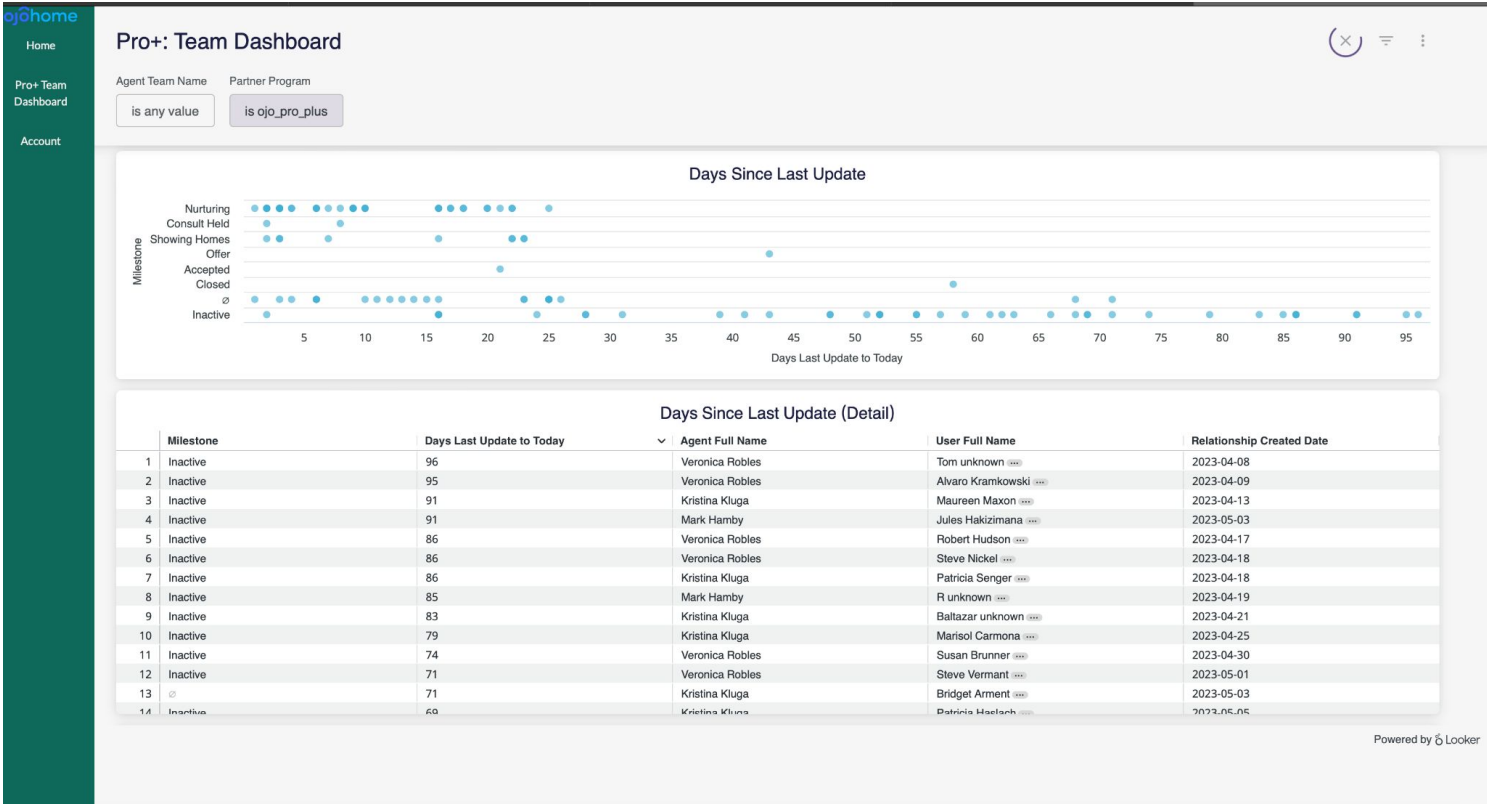 ojohome
Home
Pro+ Team
Dashboard
Account
Pro+: Team Dashboard
Agent Team Name Partner Program
is any value is ojo_pro_plus
Days Since Last Update
Milestone
Nurturing
Consult Held
Showing Homes
Offer
Accepted
Closed
∅
Inactive
5 10 15 20 25 30 35 40 45 50 55 60 65 70 75 80 85 90 95
Days Last Update to Today
Days Since Last Update (Detail)
Milestone Days Last Update to Today Agent Full Name User Full Name Relationship Created Date
1 Inactive 96 Veronica Robles Tom unknown ... 2023-04-08
2 Inactive 95 Veronica Robles Alvaro Kramkowski ... 2023-04-09
3 Inactive 91 Kristina Kluga Maureen Maxon ... 2023-04-13
4 Inactive 91 Mark Hamby Jules Hakizimana ... 2023-05-03
5 Inactive 86 Veronica Robles Robert Hudson ... 2023-04-17
6 Inactive 86 Veronica Robles Steve Nickel ... 2023-04-18
7 Inactive 86 Kristina Kluga Patricia Senger ... 2023-04-18
8 Inactive 85 Mark Hamby R unknown ... 2023-04-19
9 Inactive 83 Kristina Kluga Baltazar unknown ... 2023-04-21
10 Inactive 79 Kristina Kluga Marisol Carmona ... 2023-04-25
11 Inactive 74 Veronica Robles Susan Brunner ... 2023-04-30
12 Inactive 71 Veronica Robles Steve Vermant ... 2023-05-01
13 ∅ 71 Kristina Kluga Bridget Arment ... 2023-05-03
14 Inactive 69 Kristina Kluga Patricia Haslach ... 2023-05-05
Powered by Looker